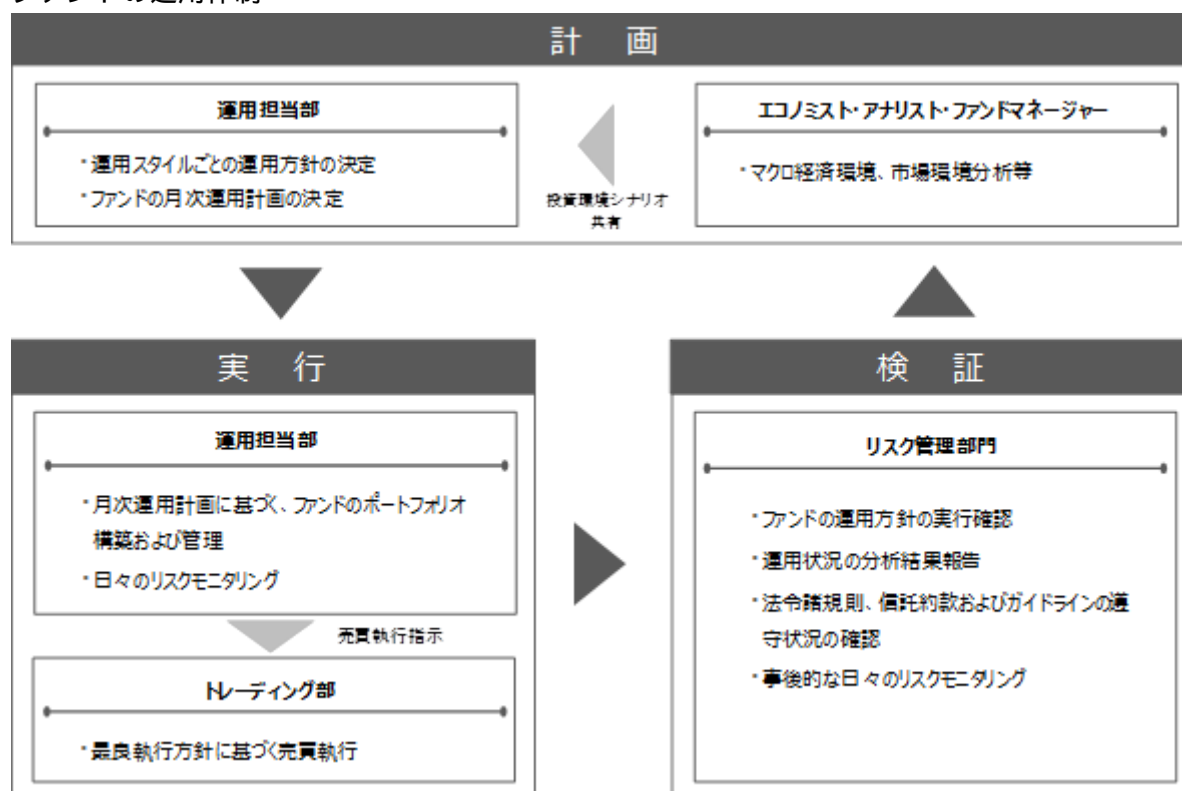 ファンドの運用体制
計 画
運用担当部
・運用スタイルごとの運用方針の決定
・ファンドの月次運用計画の決定
投資環境シナリオ
共有
エコノミスト・アナリスト・ファンドマネージャー
・マクロ経済環境、市場環境分析等
実 行
運用担当部
・月次運用計画に基づく、ファンドのポートフォリオ
構築および管理
・日々のリスクモニタリング
売買執行指示
トレーディング部
・最良執行方針に基づく売買執行
検 証
リスク管理部門
・ファンドの運用方針の実行確認
・運用状況の分析結果報告
・法令諸規則、信託約款およびガイドラインの遵
守状況の確認
・事後的な日々のリスクモニタリング